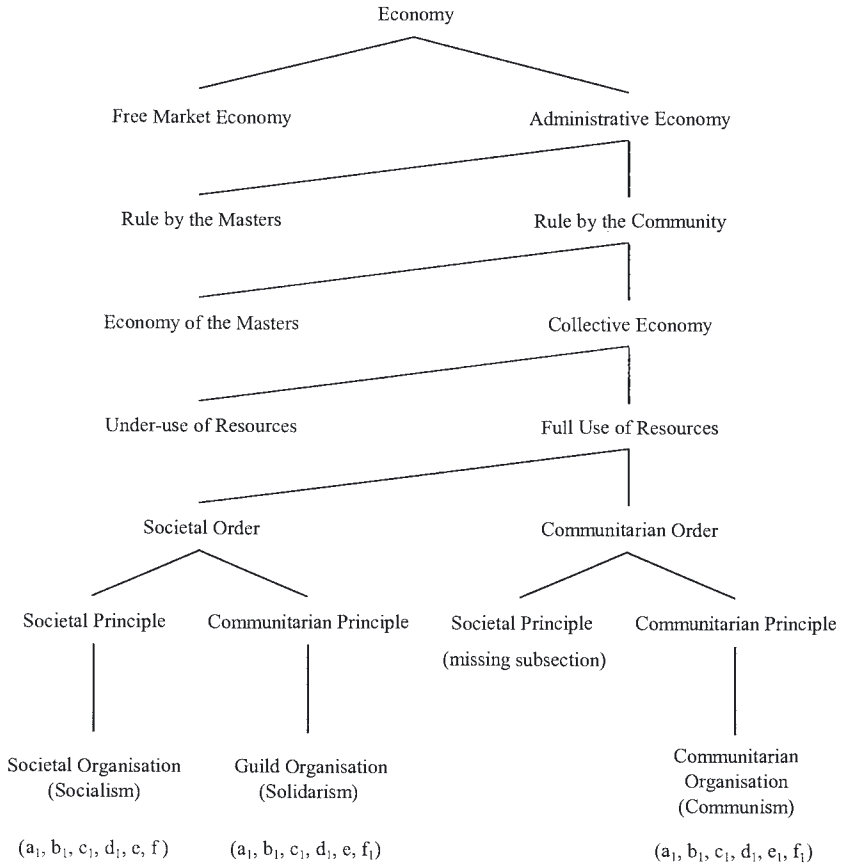 Economy
Free Market Economy
Administrative Economy
Rule by the Masters
Rule by the Community
Economy of the Masters
Collective Economy
Under-use of Resources
Full Use of Resources
Societal Order
Communitarian Order
Societal Principle
Communitarian Principle
Societal Principle
(missing subsection)
Communitarian Principle
Societal Organisation
(Socialism)
Guild Organisation
(Solidarism)
Communitarian
Organisation
(Communism)
(a₁, b₁, c₁, d₁, e, f )
(a₁, b₁, c₁, d₁, e, f₁)
(a₁, b₁, c₁, d₁, e₁, f₁)